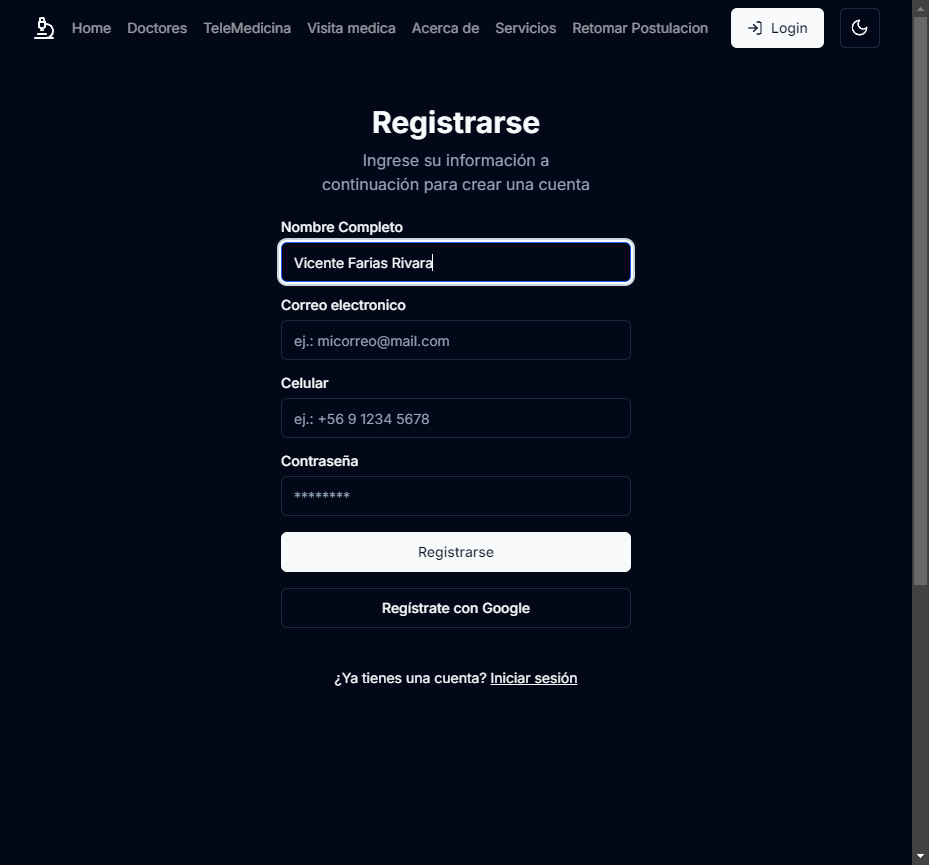 Home Doctores TeleMedicina Visita medica Acerca de Servicios Retomar Postulacion Login
Registrarse
Ingrese su información a
continuación para crear una cuenta
Nombre Completo
Vicente Farias Rivara
Correo electronico
ej.: micorreo@mail.com
Celular
ej.: +56 9 1234 5678
Contraseña
********
Registrarse
Regístrate con Google
¿Ya tienes una cuenta? Iniciar sesión